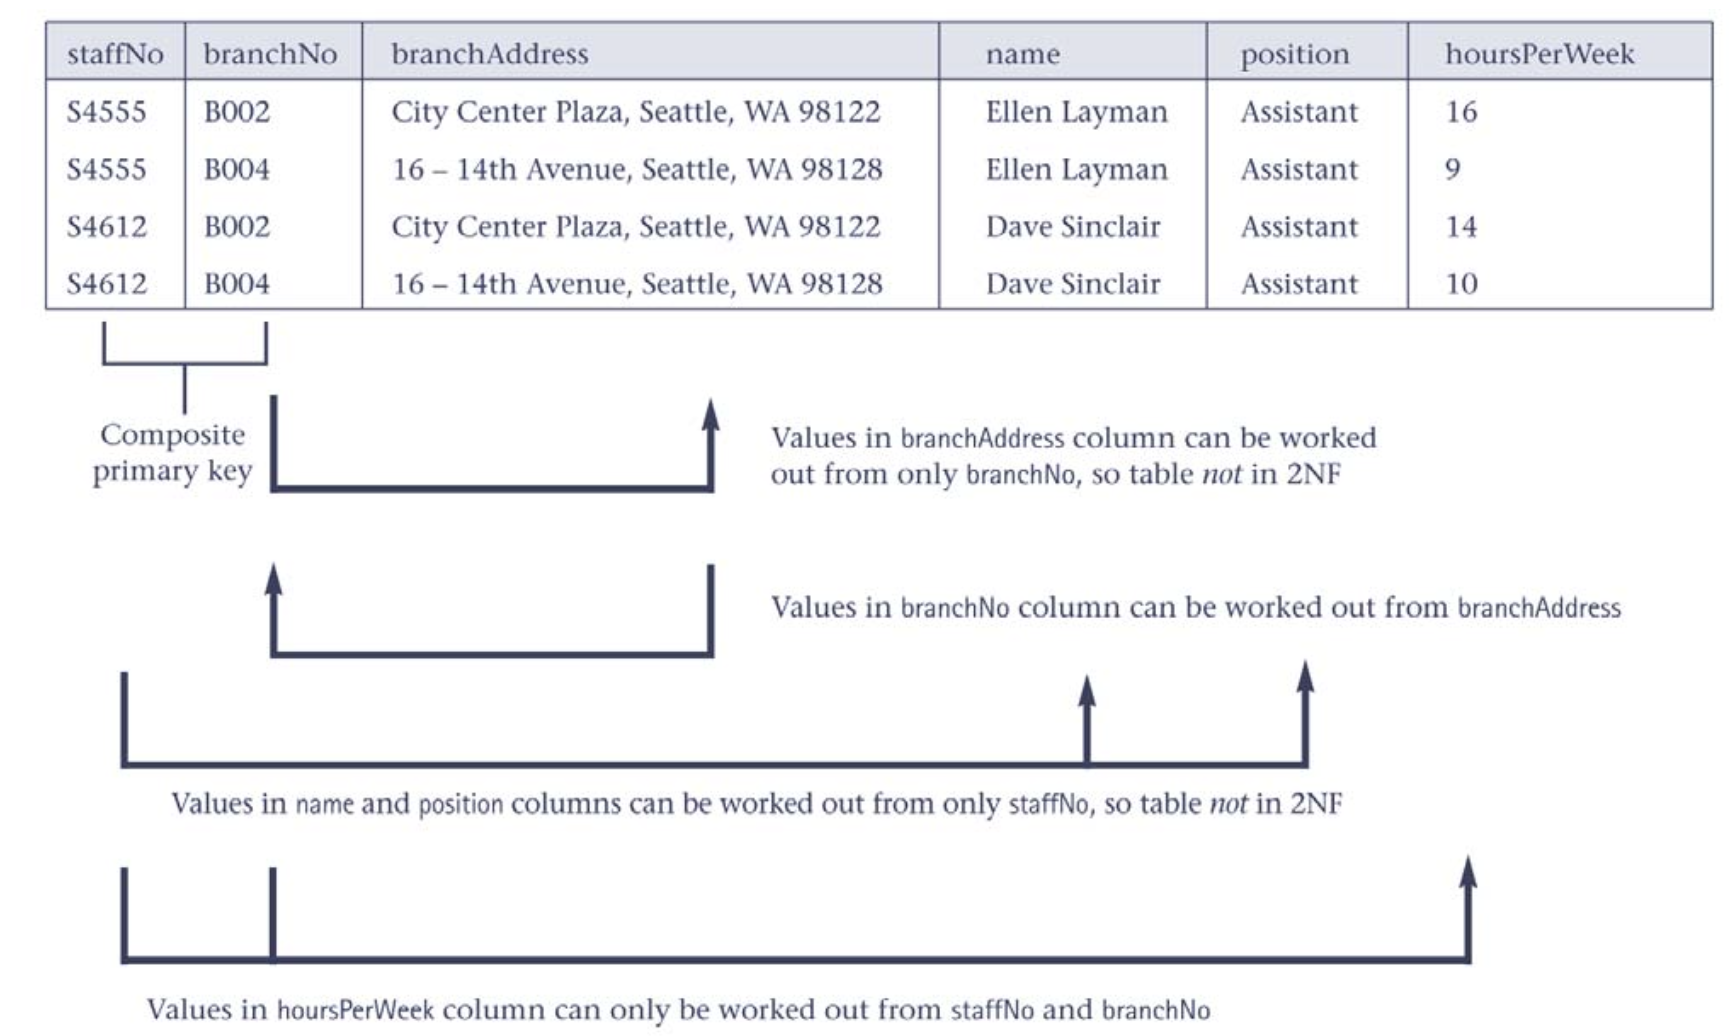 staffNo branchNo branchAddress name position hoursPerWeek
S4555 B002 City Center Plaza, Seattle, WA 98122 Ellen Layman Assistant 16
S4555 B004 16 – 14th Avenue, Seattle, WA 98128 Ellen Layman Assistant 9
S4612 B002 City Center Plaza, Seattle, WA 98122 Dave Sinclair Assistant 14
S4612 B004 16 – 14th Avenue, Seattle, WA 98128 Dave Sinclair Assistant 10
Composite
primary key
Values in branchAddress column can be worked
out from only branchNo, so table not in 2NF
Values in branchNo column can be worked out from branchAddress
Values in name and position columns can be worked out from only staffNo, so table not in 2NF
Values in hoursPerWeek column can only be worked out from staffNo and branchNo